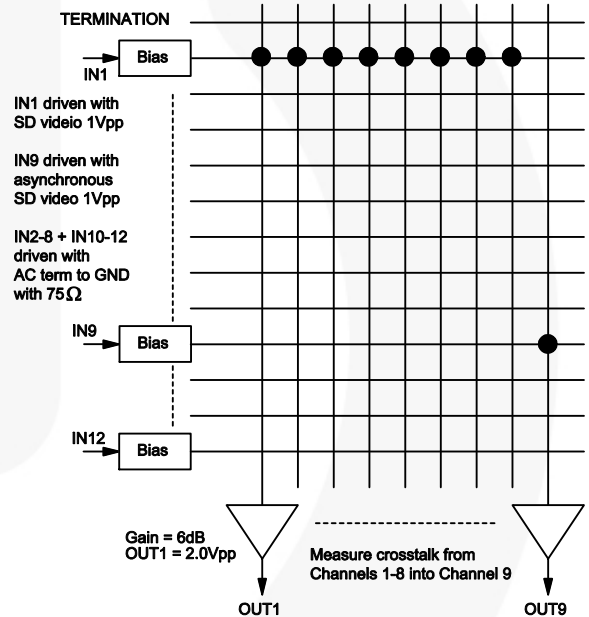 TERMINATION
Bias
IN1
IN1 driven with
SD videio 1Vpp
IN9 driven with
asynchronous
SD video 1Vpp
IN2-8 + IN10-12
driven with
AC term to GND
with 75Ω
IN9
Bias
IN12
Bias
Gain = 6dB
OUT1 = 2.0Vpp
Measure crosstalk from
Channels 1-8 into Channel 9
OUT1
OUT9